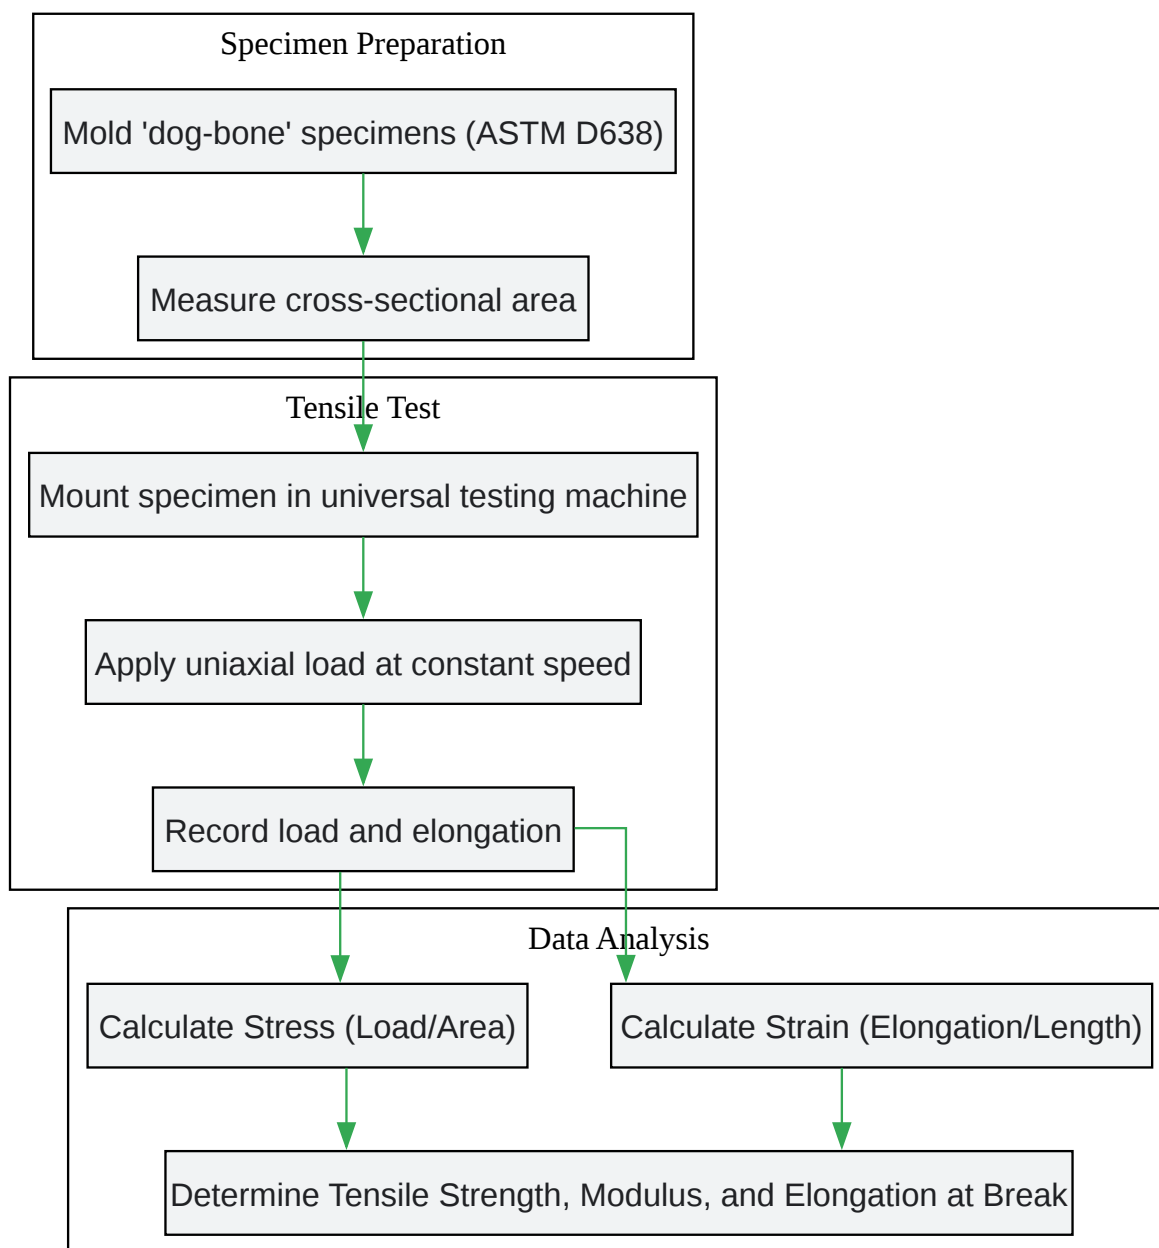 Specimen Preparation
Mold 'dog-bone' specimens (ASTM D638)
Measure cross-sectional area
Tensile Test
Mount specimen in universal testing machine
Apply uniaxial load at constant speed
Record load and elongation
Data Analysis
Calculate Stress (Load/Area)
Calculate Strain (Elongation/Length)
Determine Tensile Strength, Modulus, and Elongation at Break